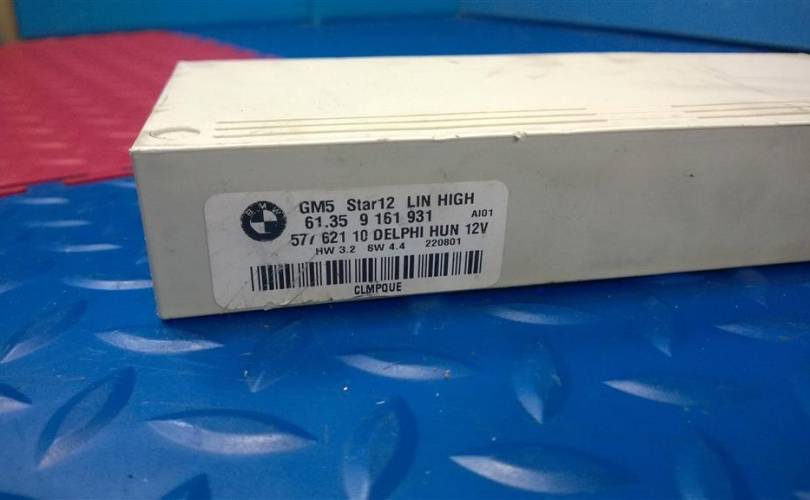 BMW
GM5 Star12 LIN HIGH
61.35 9 161 931 AI01
577 621 10 DELPHI HUN 12V
HW 3.2 SW 4.4 220801
CLMPQUE